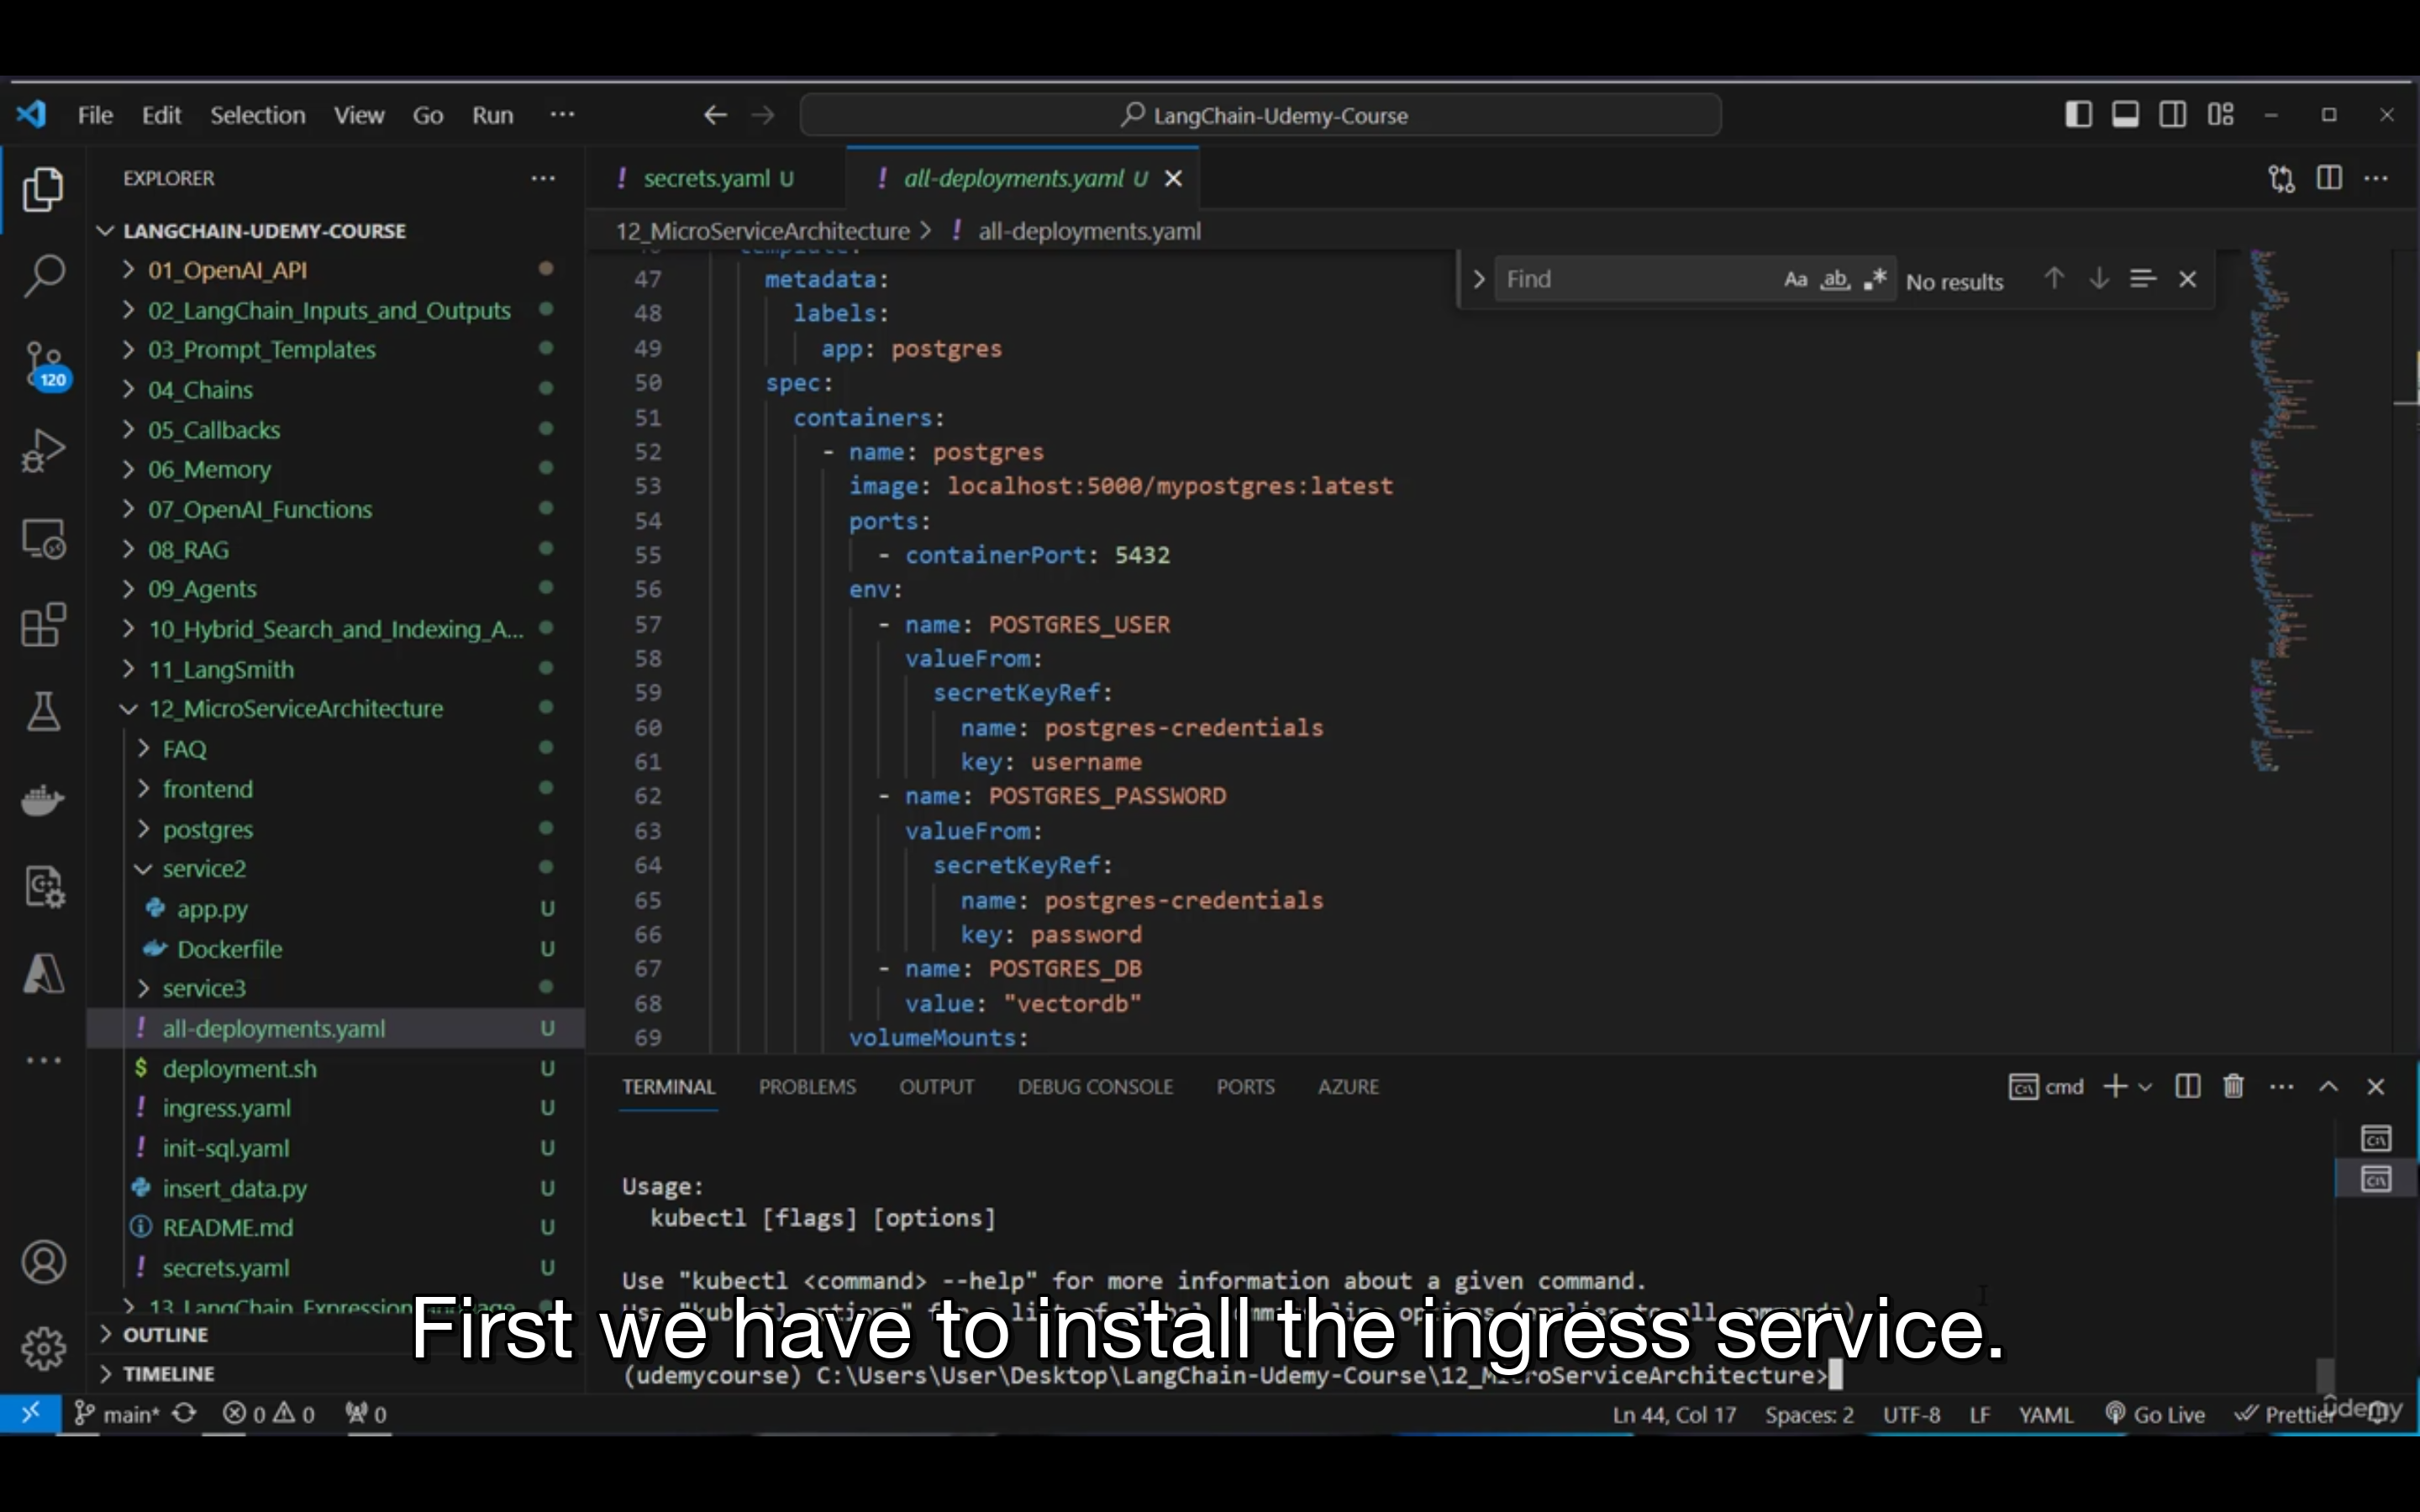 File Edit Selection View Go Run ...
LangChain-Udemy-Course
EXPLORER
LANGCHAIN-UDEMY-COURSE
01_OpenAI_API
02_LangChain_Inputs_and_Outputs
03_Prompt_Templates
04_Chains
05_Callbacks
06_Memory
07_OpenAI_Functions
08_RAG
09_Agents
10_Hybrid_Search_and_Indexing_A...
11_LangSmith
12_MicroServiceArchitecture
FAQ
frontend
postgres
service2
app.py U
Dockerfile U
service3
all-deployments.yaml U
deployment.sh U
ingress.yaml U
init-sql.yaml U
insert_data.py U
README.md U
secrets.yaml U
OUTLINE
TIMELINE
120
secrets.yaml U
all-deployments.yaml U
12_MicroServiceArchitecture > all-deployments.yaml
Find Aa ab No results
47 metadata:
48 labels:
49 app: postgres
50 spec:
51 containers:
52 - name: postgres
53 image: localhost:5000/mypostgres:latest
54 ports:
55 - containerPort: 5432
56 env:
57 - name: POSTGRES_USER
58 valueFrom:
59 secretKeyRef:
60 name: postgres-credentials
61 key: username
62 - name: POSTGRES_PASSWORD
63 valueFrom:
64 secretKeyRef:
65 name: postgres-credentials
66 key: password
67 - name: POSTGRES_DB
68 value: "vectordb"
69 volumeMounts:
TERMINAL PROBLEMS OUTPUT DEBUG CONSOLE PORTS AZURE
cmd
Usage:
kubectl [flags] [options]
Use "kubectl <command> --help" for more information about a given command.
First we have to install the ingress service.
(udemycourse) C:\Users\User\Desktop\LangChain-Udemy-Course\12_MicroServiceArchitecture>
main* 0 0 0
Ln 44, Col 17 Spaces: 2 UTF-8 LF YAML Go Live Prettier
udemy